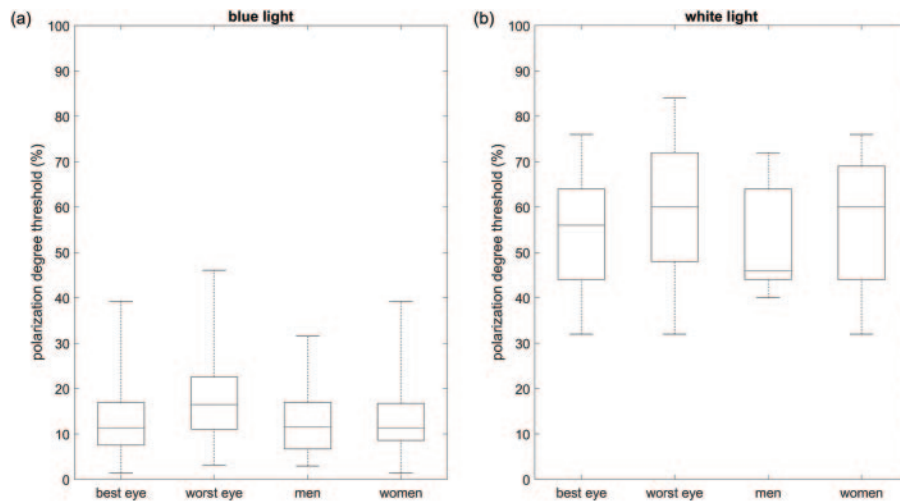 (a)
blue light
polarization degree threshold (%)
100
90
80
70
60
50
40
30
20
10
0
best eye worst eye men women
(b)
white light
polarization degree threshold (%)
100
90
80
70
60
50
40
30
20
10
0
best eye worst eye men women